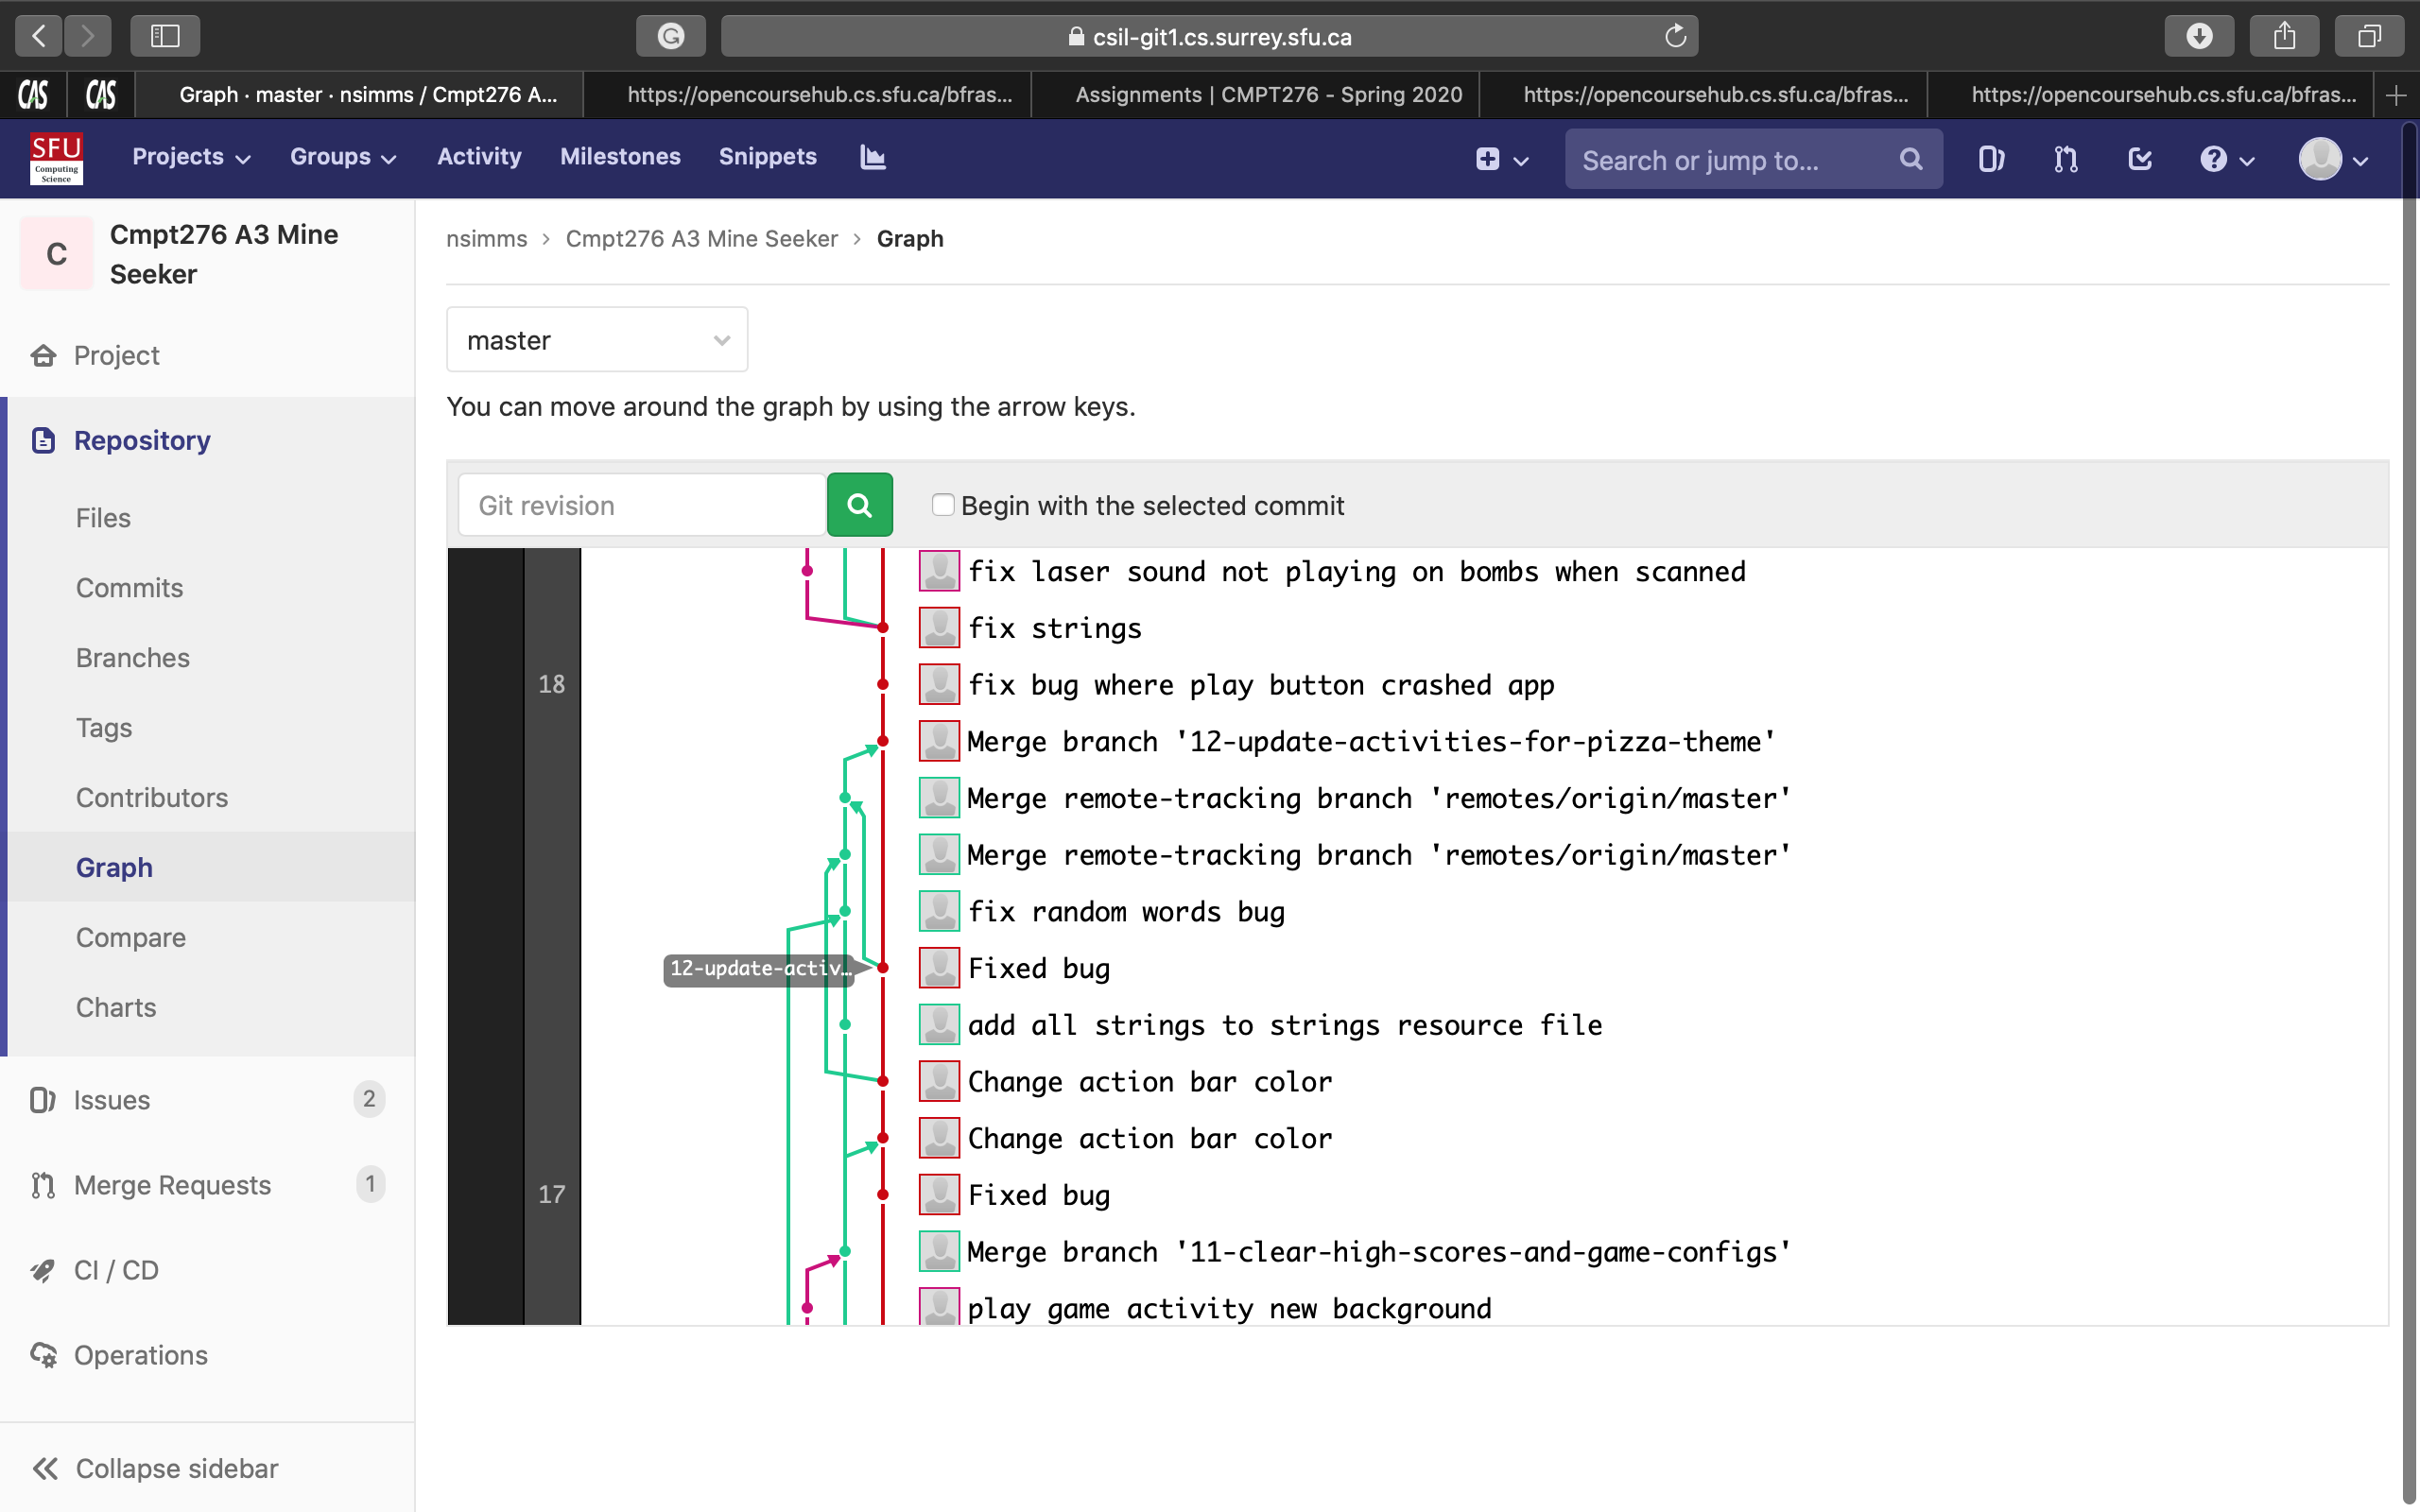 csil-git1.cs.surrey.sfu.ca
CAS
CAS
Graph · master · nsimms / Cmpt276 A...
https://opencoursehub.cs.sfu.ca/bfras...
Assignments | CMPT276 - Spring 2020
https://opencoursehub.cs.sfu.ca/bfras...
https://opencoursehub.cs.sfu.ca/bfras...
SFU
Computing
Science
Projects
Groups
Activity
Milestones
Snippets
Search or jump to...
C
Cmpt276 A3 Mine
Seeker
Project
Repository
Files
Commits
Branches
Tags
Contributors
Graph
Compare
Charts
Issues
2
Merge Requests
1
CI / CD
Operations
Collapse sidebar
nsimms > Cmpt276 A3 Mine Seeker > Graph
master
You can move around the graph by using the arrow keys.
Git revision
Begin with the selected commit
fix laser sound not playing on bombs when scanned
fix strings
18
fix bug where play button crashed app
Merge branch '12-update-activities-for-pizza-theme'
Merge remote-tracking branch 'remotes/origin/master'
Merge remote-tracking branch 'remotes/origin/master'
fix random words bug
12-update-activ…
Fixed bug
add all strings to strings resource file
Change action bar color
Change action bar color
17
Fixed bug
Merge branch '11-clear-high-scores-and-game-configs'
play game activity new background